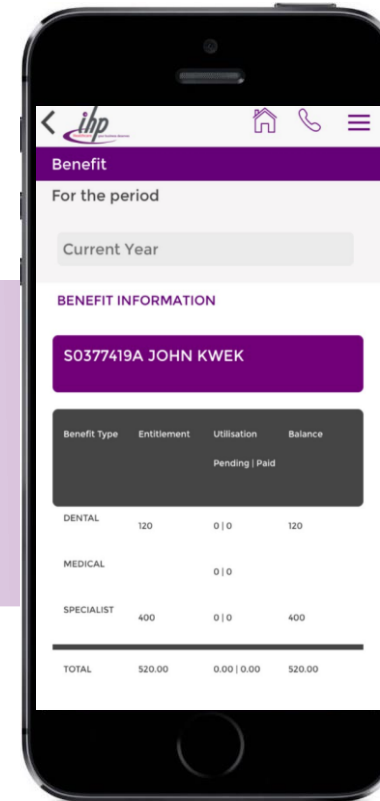 ihp
Benefit
For the period
Current Year
BENEFIT INFORMATION
S0377419A JOHN KWEK
Benefit Type Entitlement Utilisation Balance
Pending | Paid
DENTAL 120 0 | 0 120
MEDICAL 0 | 0
SPECIALIST 400 0 | 0 400
TOTAL 520.00 0.00 | 0.00 520.00